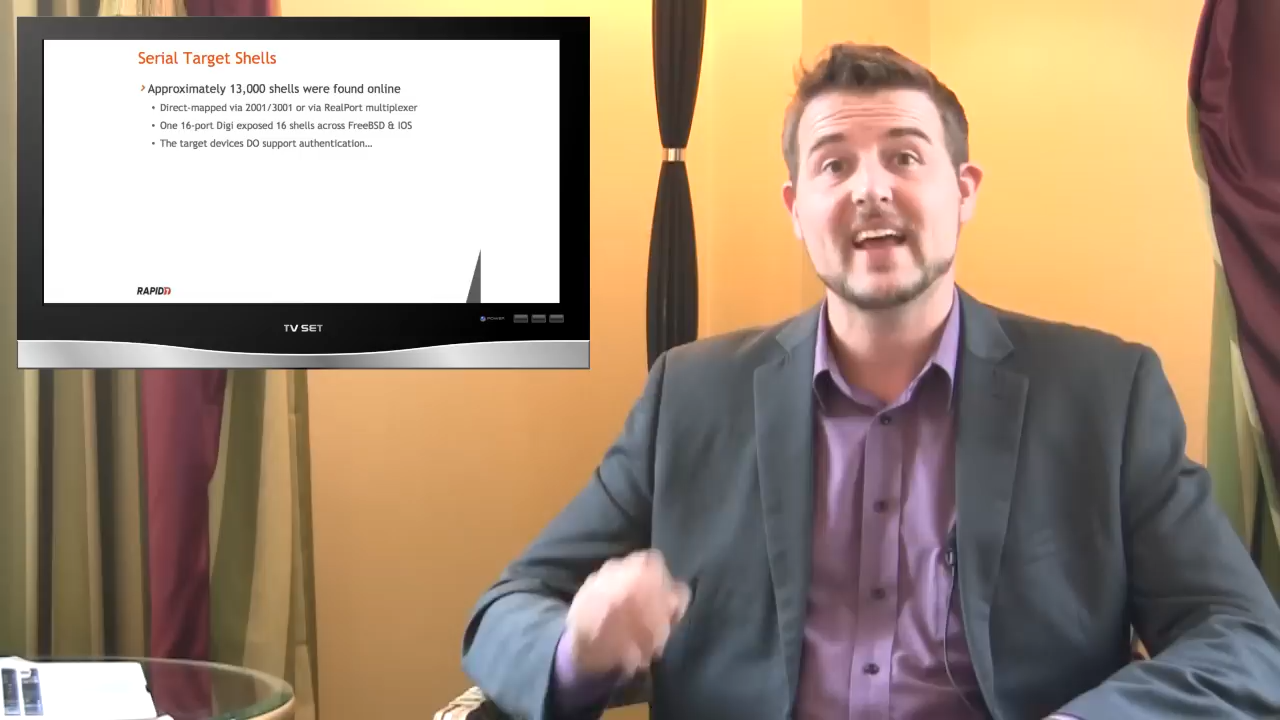 Serial Target Shells
› Approximately 13,000 shells were found online
• Direct-mapped via 2001/3001 or via RealPort multiplexer
• One 16-port Digi exposed 16 shells across FreeBSD & IOS
• The target devices DO support authentication...
RAPID7
TV SET
POWER